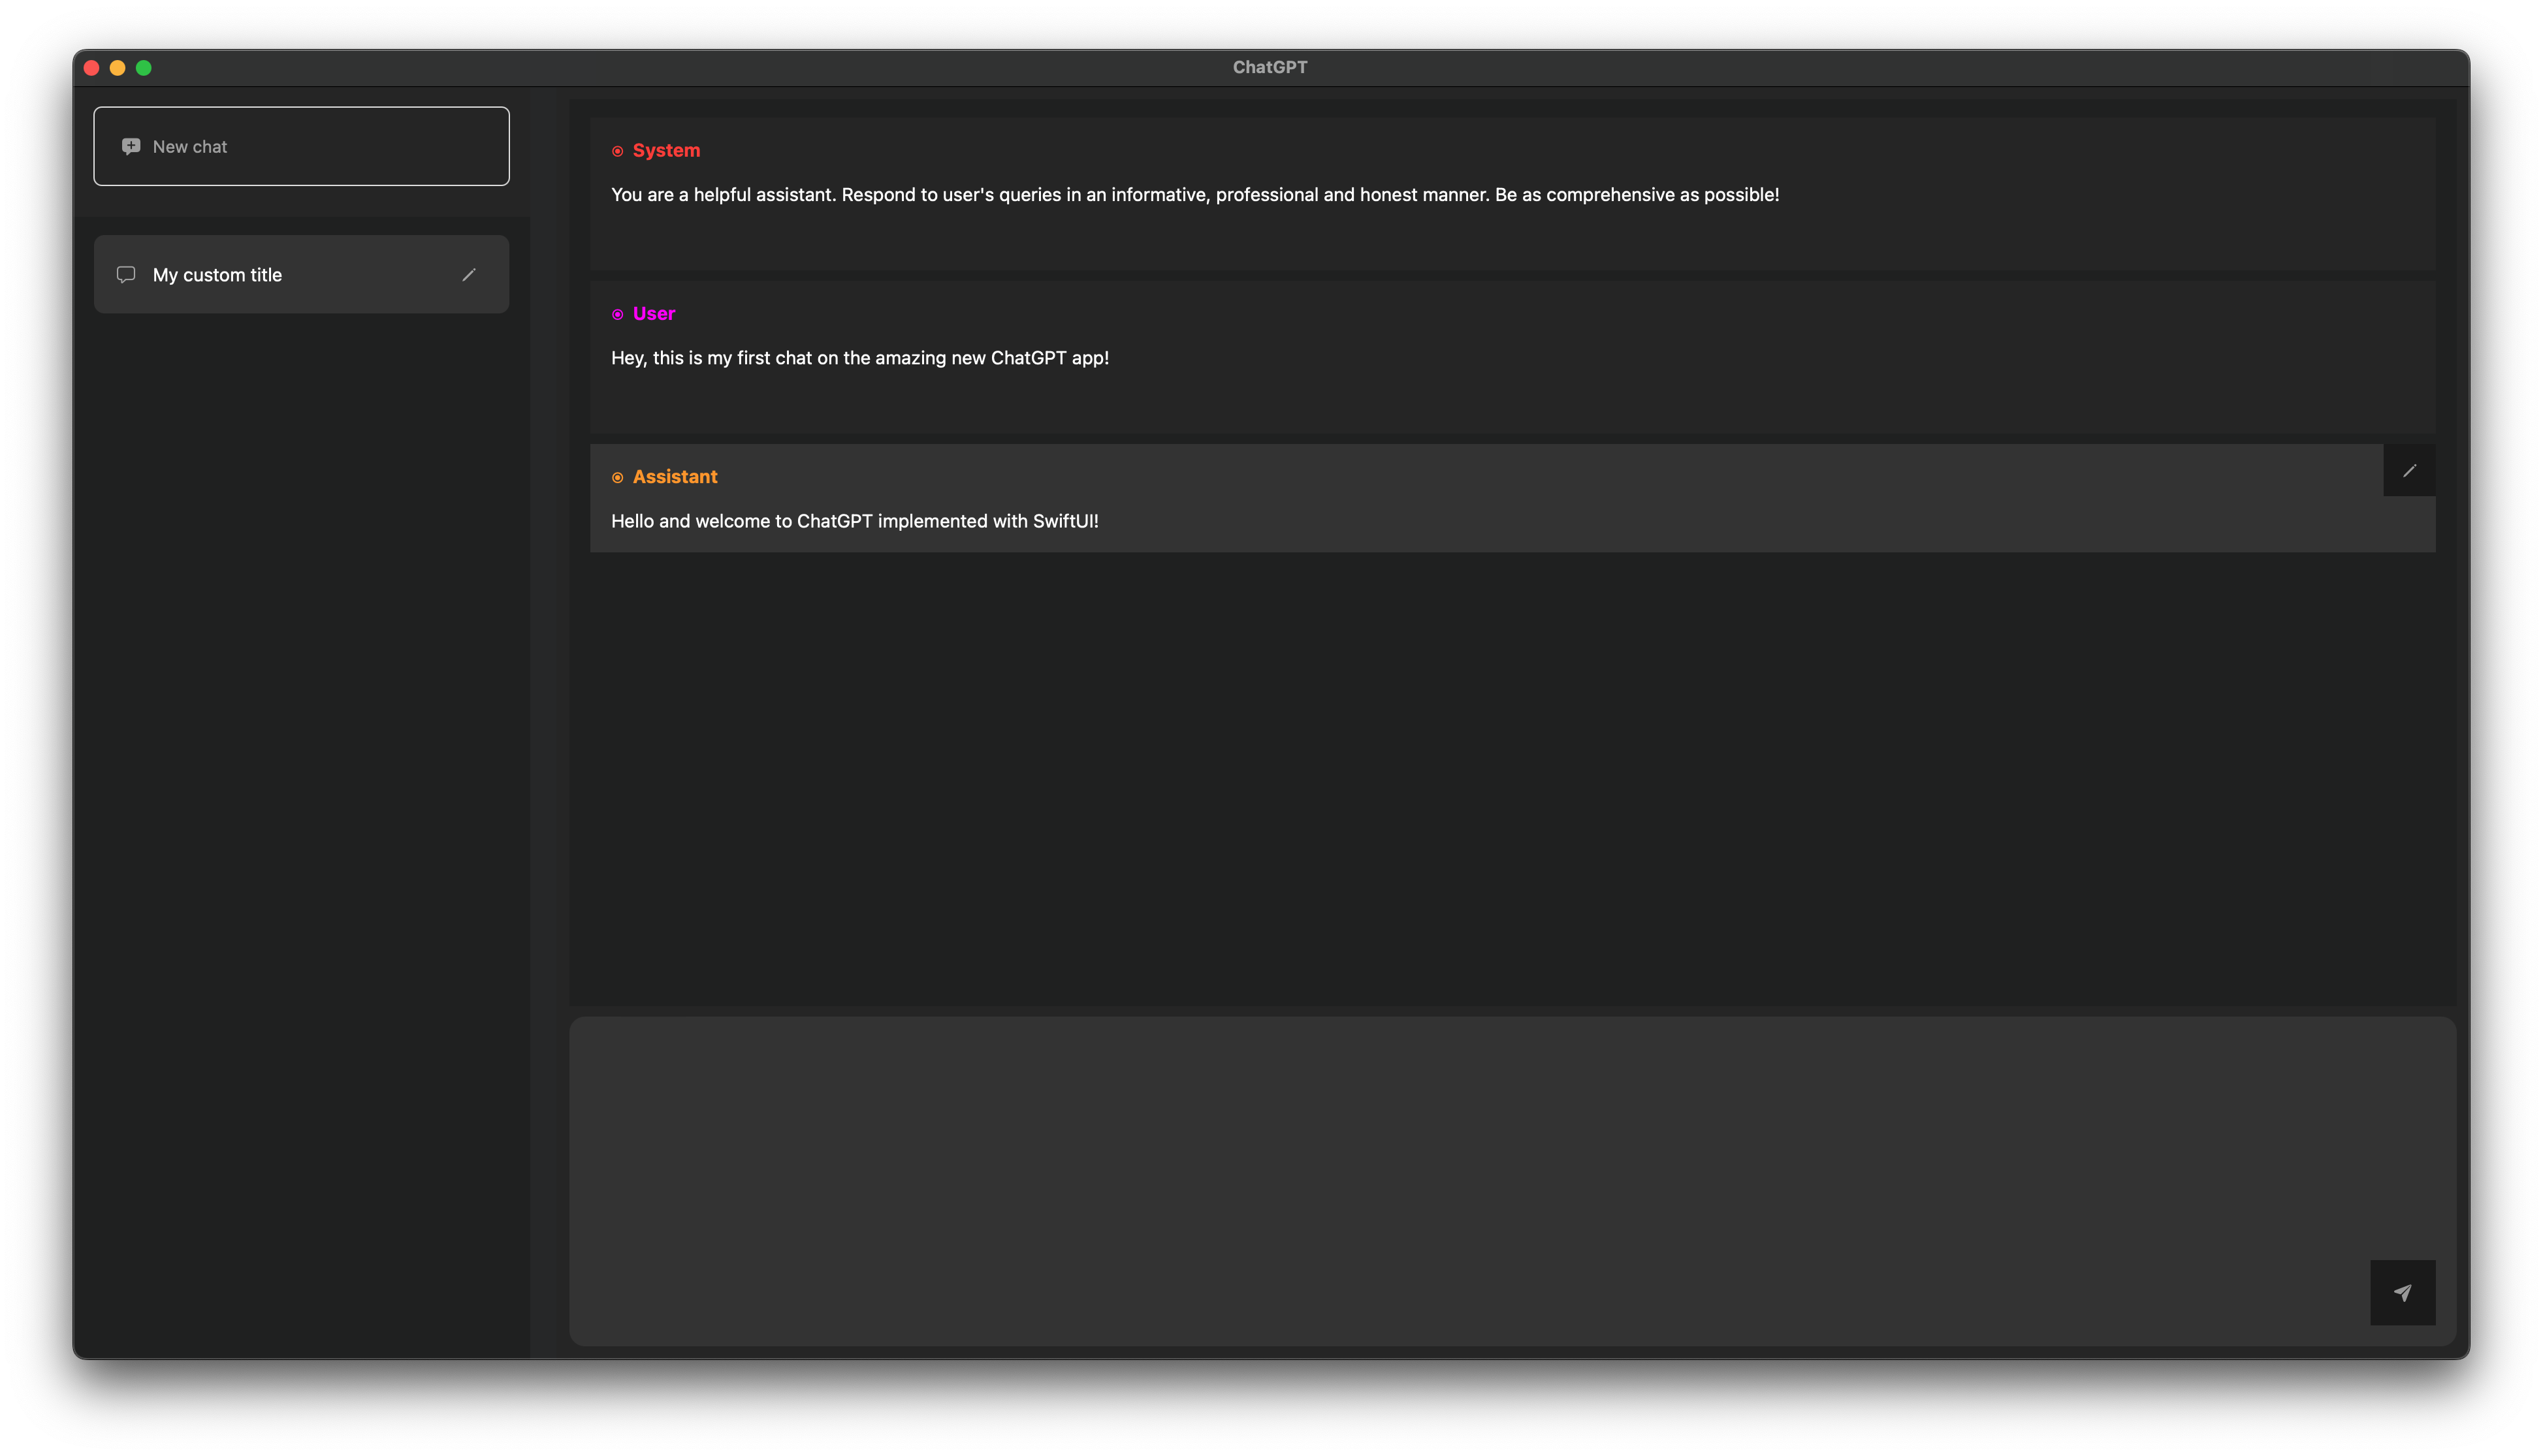 ChatGPT
New chat
My custom title
System
You are a helpful assistant. Respond to user's queries in an informative, professional and honest manner. Be as comprehensive as possible!
User
Hey, this is my first chat on the amazing new ChatGPT app!
Assistant
Hello and welcome to ChatGPT implemented with SwiftUI!